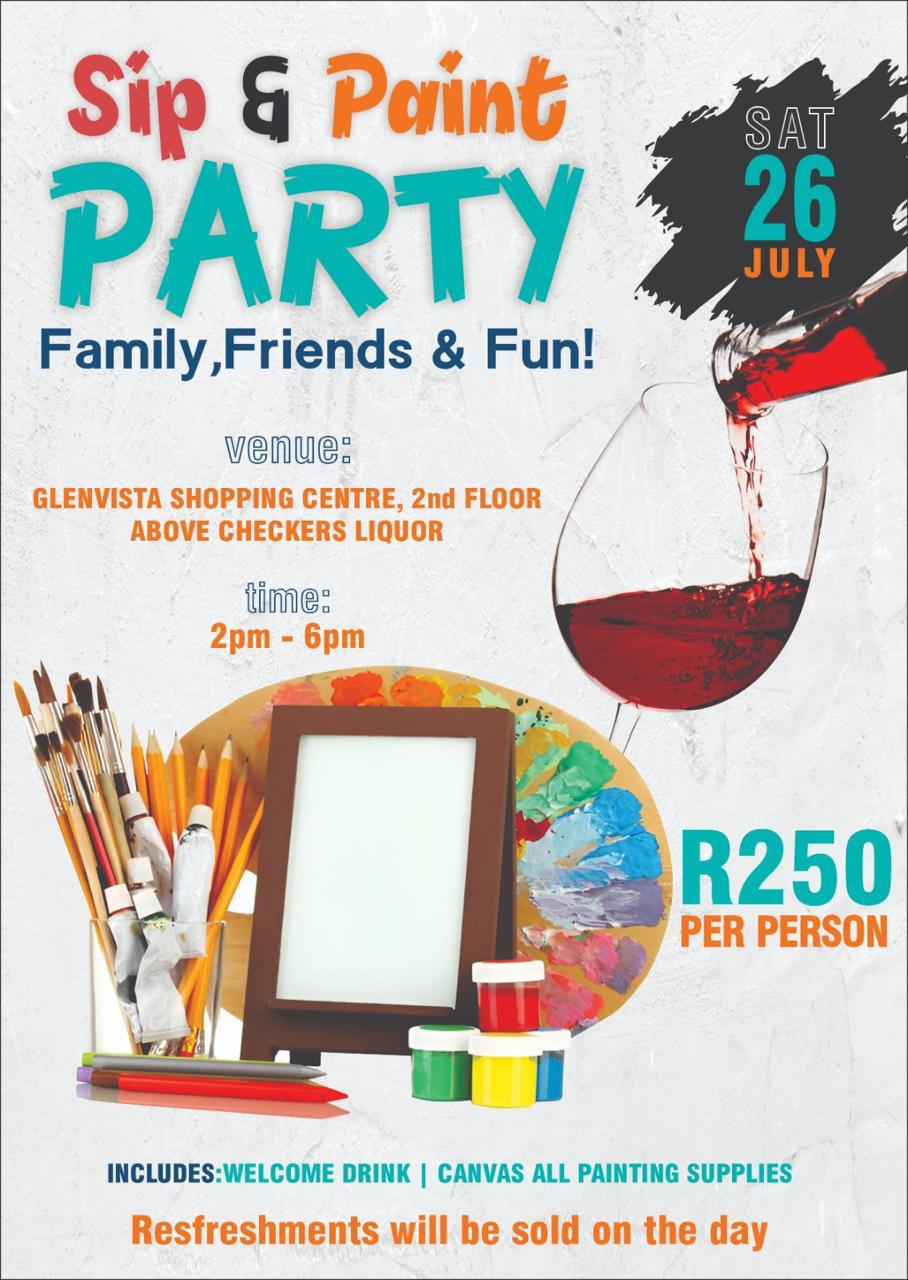 Sip & Paint
PARTY
Family,Friends & Fun!
SAT
26
JULY
venue:
GLENVISTA SHOPPING CENTRE, 2nd FLOOR
ABOVE CHECKERS LIQUOR
time:
2pm - 6pm
R250
PER PERSON
INCLUDES:WELCOME DRINK | CANVAS ALL PAINTING SUPPLIES
Resfreshments will be sold on the day